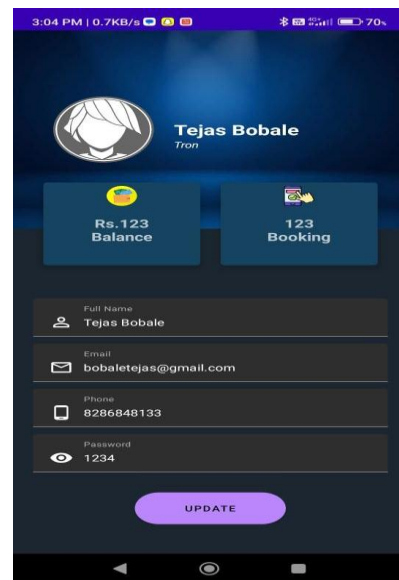 3:04 PM | 0.7KB/s 70%
Tejas Bobale
Tron
Rs.123
Balance
123
Booking
Full Name
Tejas Bobale
Email
bobaletejas@gmail.com
Phone
8286848133
Password
1234
UPDATE